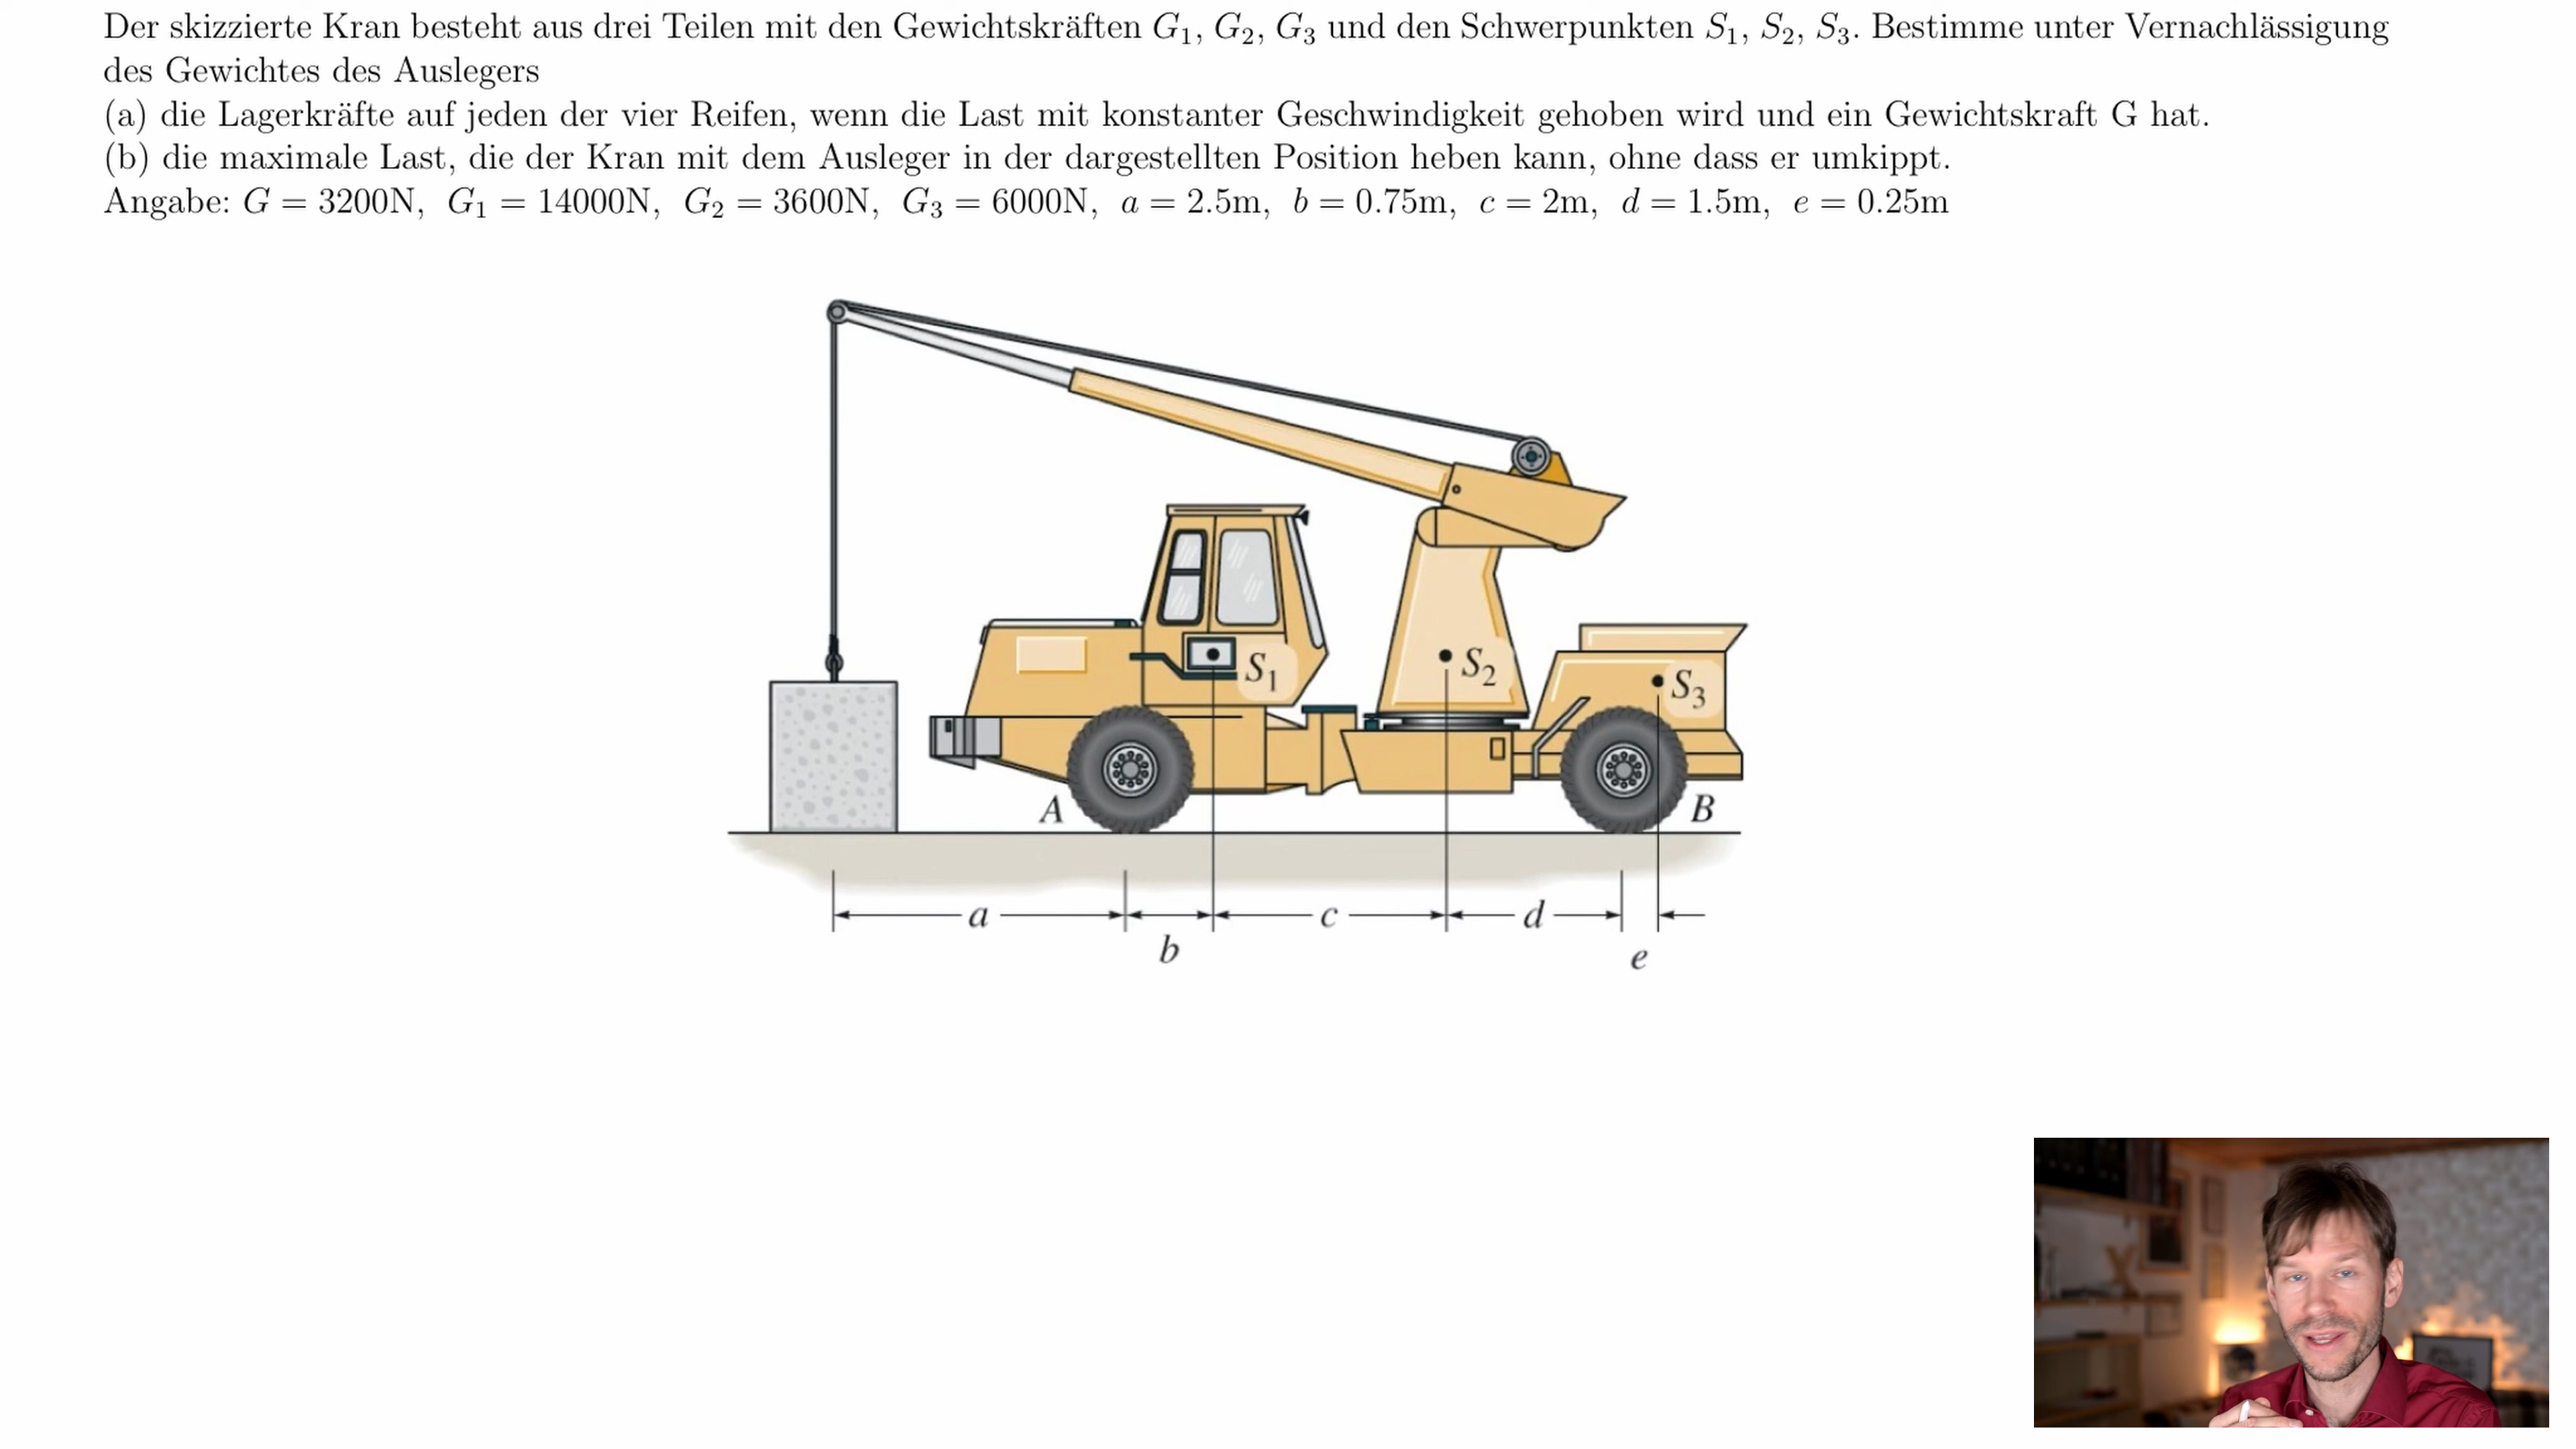 Der skizzierte Kran besteht aus drei Teilen mit den Gewichtskräften G₁, G₂, G₃ und den Schwerpunkten S₁, S₂, S₃. Bestimme unter Vernachlässigung
des Gewichtes des Auslegers
(a) die Lagerkräfte auf jeden der vier Reifen, wenn die Last mit konstanter Geschwindigkeit gehoben wird und ein Gewichtskraft G hat.
(b) die maximale Last, die der Kran mit dem Ausleger in der dargestellten Position heben kann, ohne dass er umkippt.
Angabe: G = 3200N, G₁ = 14000N, G₂ = 3600N, G₃ = 6000N, a = 2.5m, b = 0.75m, c = 2m, d = 1.5m, e = 0.25m
S₁
S₂
S₃
A
B
a
b
c
d
e